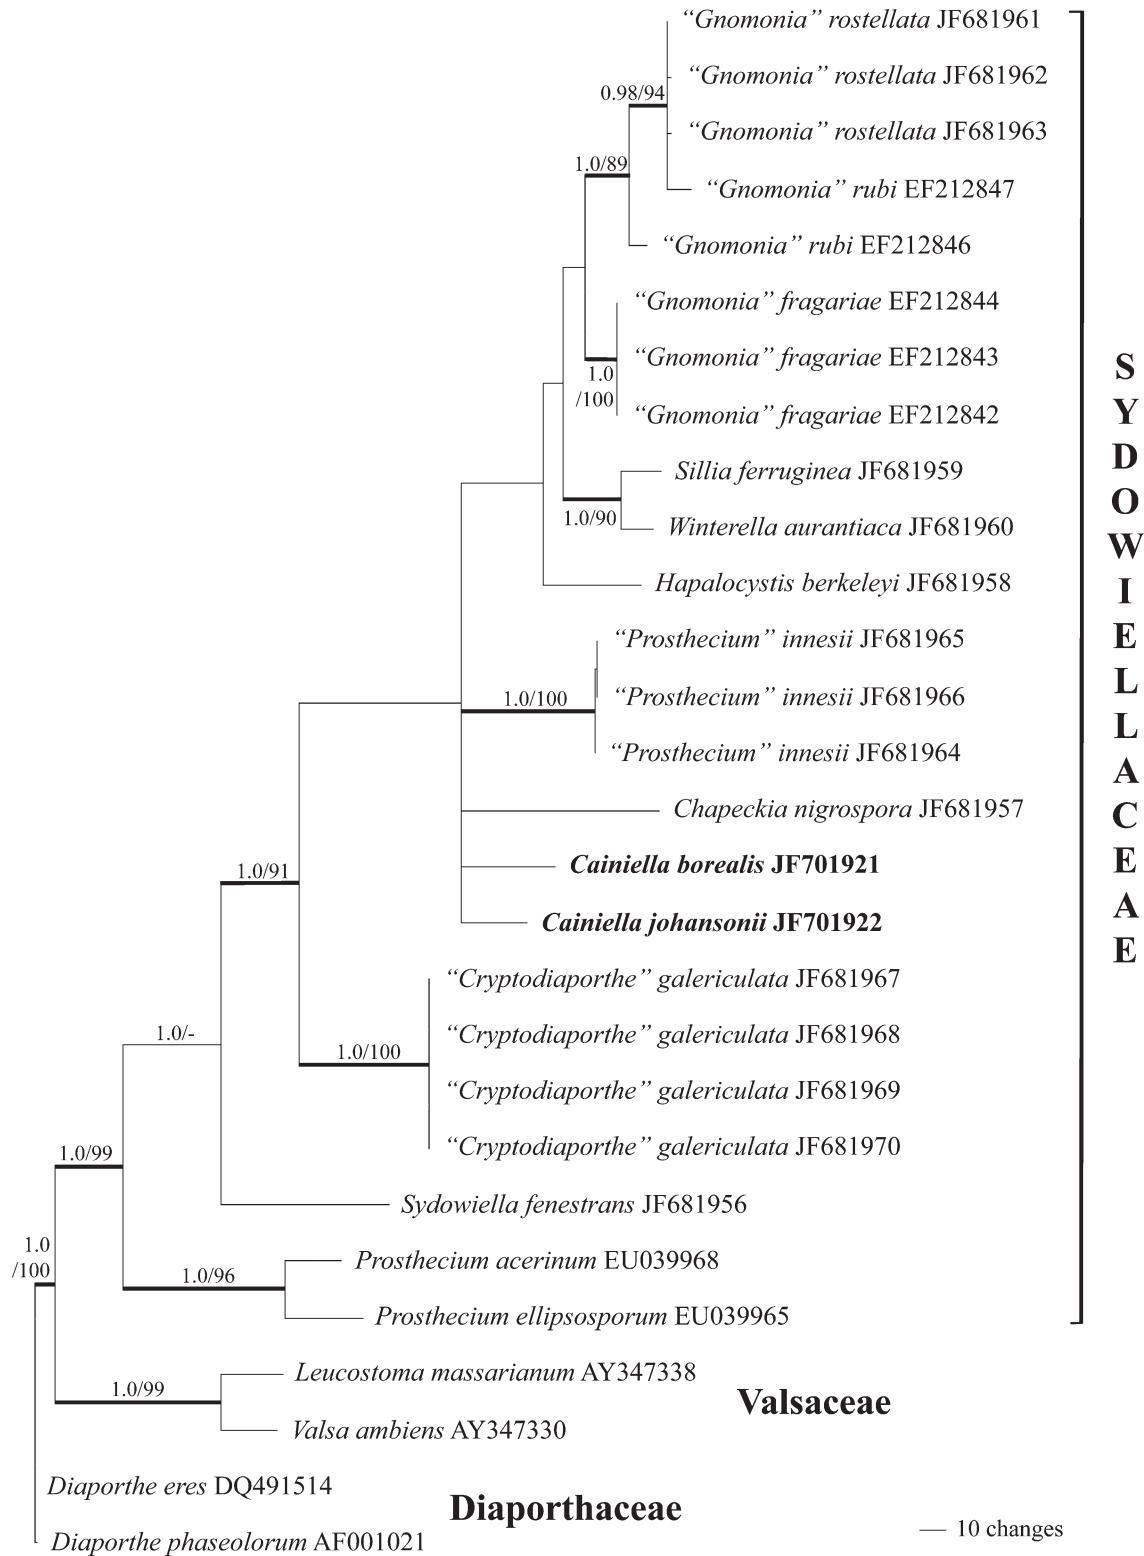 “Gnomonia” rostellata JF681961
“Gnomonia” rostellata JF681962
0.98/94
“Gnomonia” rostellata JF681963
1.0/89
“Gnomonia” rubi EF212847
“Gnomonia” rubi EF212846
“Gnomonia” fragariae EF212844
“Gnomonia” fragariae EF212843
1.0
/100
“Gnomonia” fragariae EF212842
Sillia ferruginea JF681959
1.0/90
Winterella aurantiaca JF681960
Hapalocystis berkeleyi JF681958
“Prosthecium” innesii JF681965
“Prosthecium” innesii JF681966
1.0/100
“Prosthecium” innesii JF681964
Chapeckia nigrospora JF681957
Cainiella borealis JF701921
1.0/91
Cainiella johansonii JF701922
“Cryptodiaporthe” galericulata JF681967
“Cryptodiaporthe” galericulata JF681968
1.0/-
1.0/100
“Cryptodiaporthe” galericulata JF681969
“Cryptodiaporthe” galericulata JF681970
1.0/99
Sydowiella fenestrans JF681956
1.0
/100
Prosthecium acerinum EU039968
1.0/96
Prosthecium ellipsosporum EU039965
Leucostoma massarianum AY347338
1.0/99
Valsaceae
Valsa ambiens AY347330
Diaporthe eres DQ491514
Diaporthaceae
Diaporthe phaseolorum AF001021
10 changes
S
Y
D
O
W
I
E
L
L
A
C
E
A
E